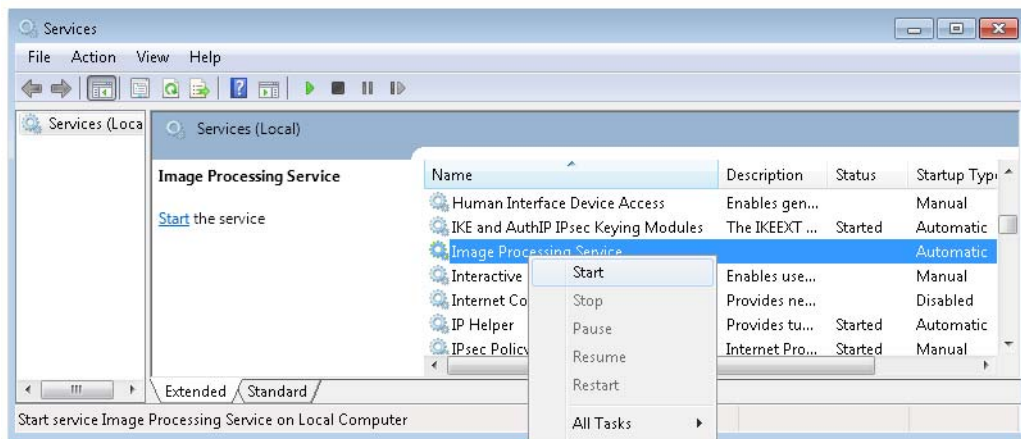 Services
File Action View Help
Services (Loca
Services (Local)
Image Processing Service
Start the service
Name Description Status Startup Typ
Human Interface Device Access Enables gen... Manual
IKE and AuthIP IPsec Keying Modules The IKEEXT ... Started Automatic
Image Processing Service Automatic
Interactive Enables use... Manual
Internet Co Provides ne... Disabled
IP Helper Provides tu... Started Automatic
IPsec Policy Internet Pro... Started Manual
Start
Stop
Pause
Resume
Restart
All Tasks
Extended Standard
Start service Image Processing Service on Local Computer